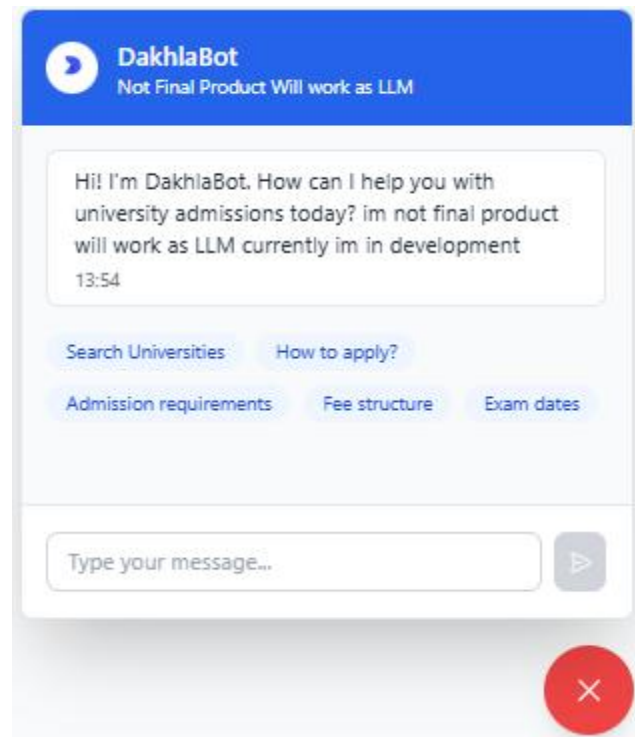 DakhlaBot
Not Final Product Will work as LLM
Hi! I'm DakhlaBot. How can I help you with
university admissions today? im not final product
will work as LLM currently im in development
13:54
Search Universities How to apply?
Admission requirements Fee structure Exam dates
Type your message...